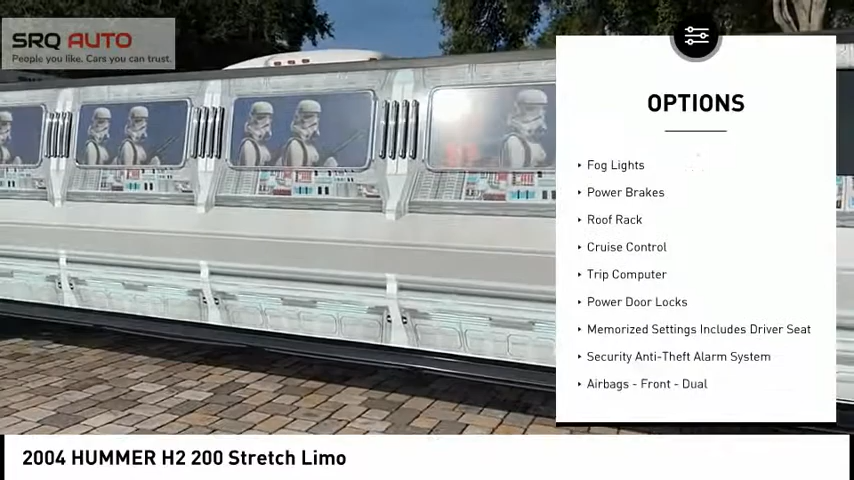 SRQ AUTO
People you like. Cars you can trust.
OPTIONS
Fog Lights
Power Brakes
Roof Rack
Cruise Control
Trip Computer
Power Door Locks
Memorized Settings Includes Driver Seat
Security Anti-Theft Alarm System
Airbags - Front - Dual
2004 HUMMER H2 200 Stretch Limo